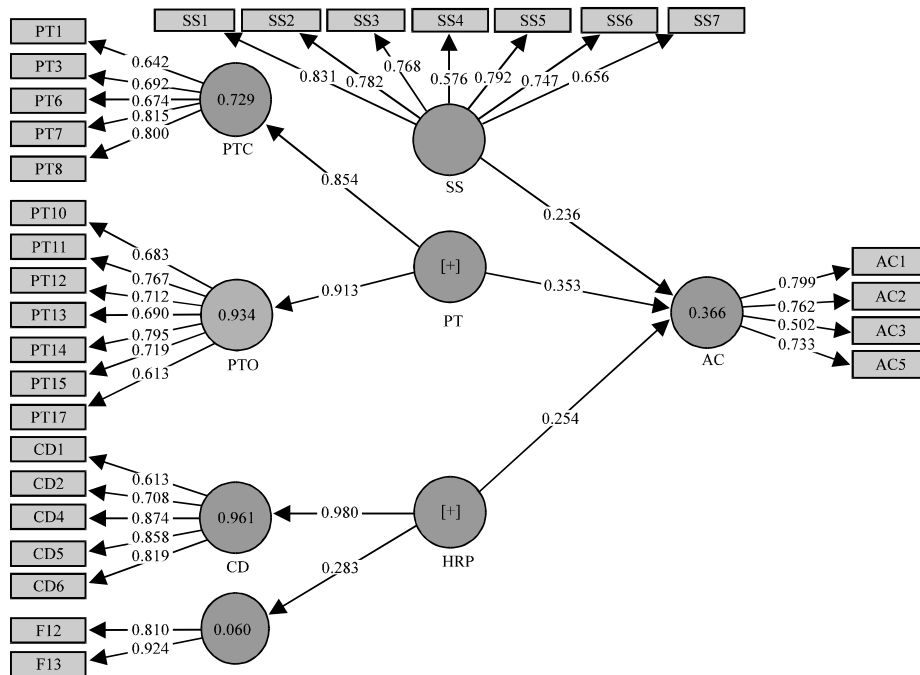 SS1 SS2 SS3 SS4 SS5 SS6 SS7
PT1
PT3
PT6
PT7
PT8
0.642
0.692
0.674
0.815
0.800
0.729
PTC
0.831
0.782
0.768
0.576
0.792
0.747
0.656
SS
0.854
0.236
PT10
PT11
PT12
PT13
PT14
PT15
PT17
0.683
0.767
0.712
0.690
0.795
0.719
0.613
0.934
PTO
0.913
[+]
PT
0.353
0.366
AC
0.799
0.762
0.502
0.733
AC1
AC2
AC3
AC5
0.254
CD1
CD2
CD4
CD5
CD6
0.613
0.708
0.874
0.858
0.819
0.961
CD
0.980
[+]
HRP
0.283
F12
F13
0.810
0.924
0.060